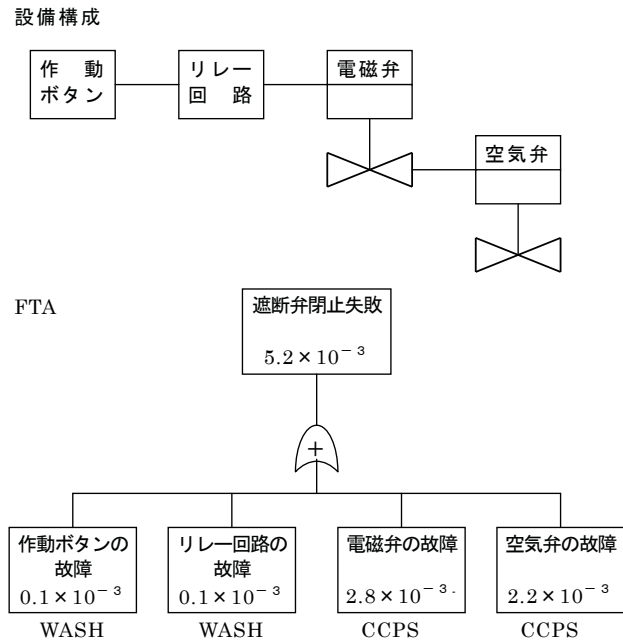 設備構成
作動
ボタン
リレー
回路
電磁弁
空気弁
FTA
遮断弁閉止失敗
5.2×10⁻³
+
作動ボタンの
故障
0.1×10⁻³
WASH
リレー回路の
故障
0.1×10⁻³
WASH
電磁弁の故障
2.8×10⁻³.
CCPS
空気弁の故障
2.2×10⁻³
CCPS